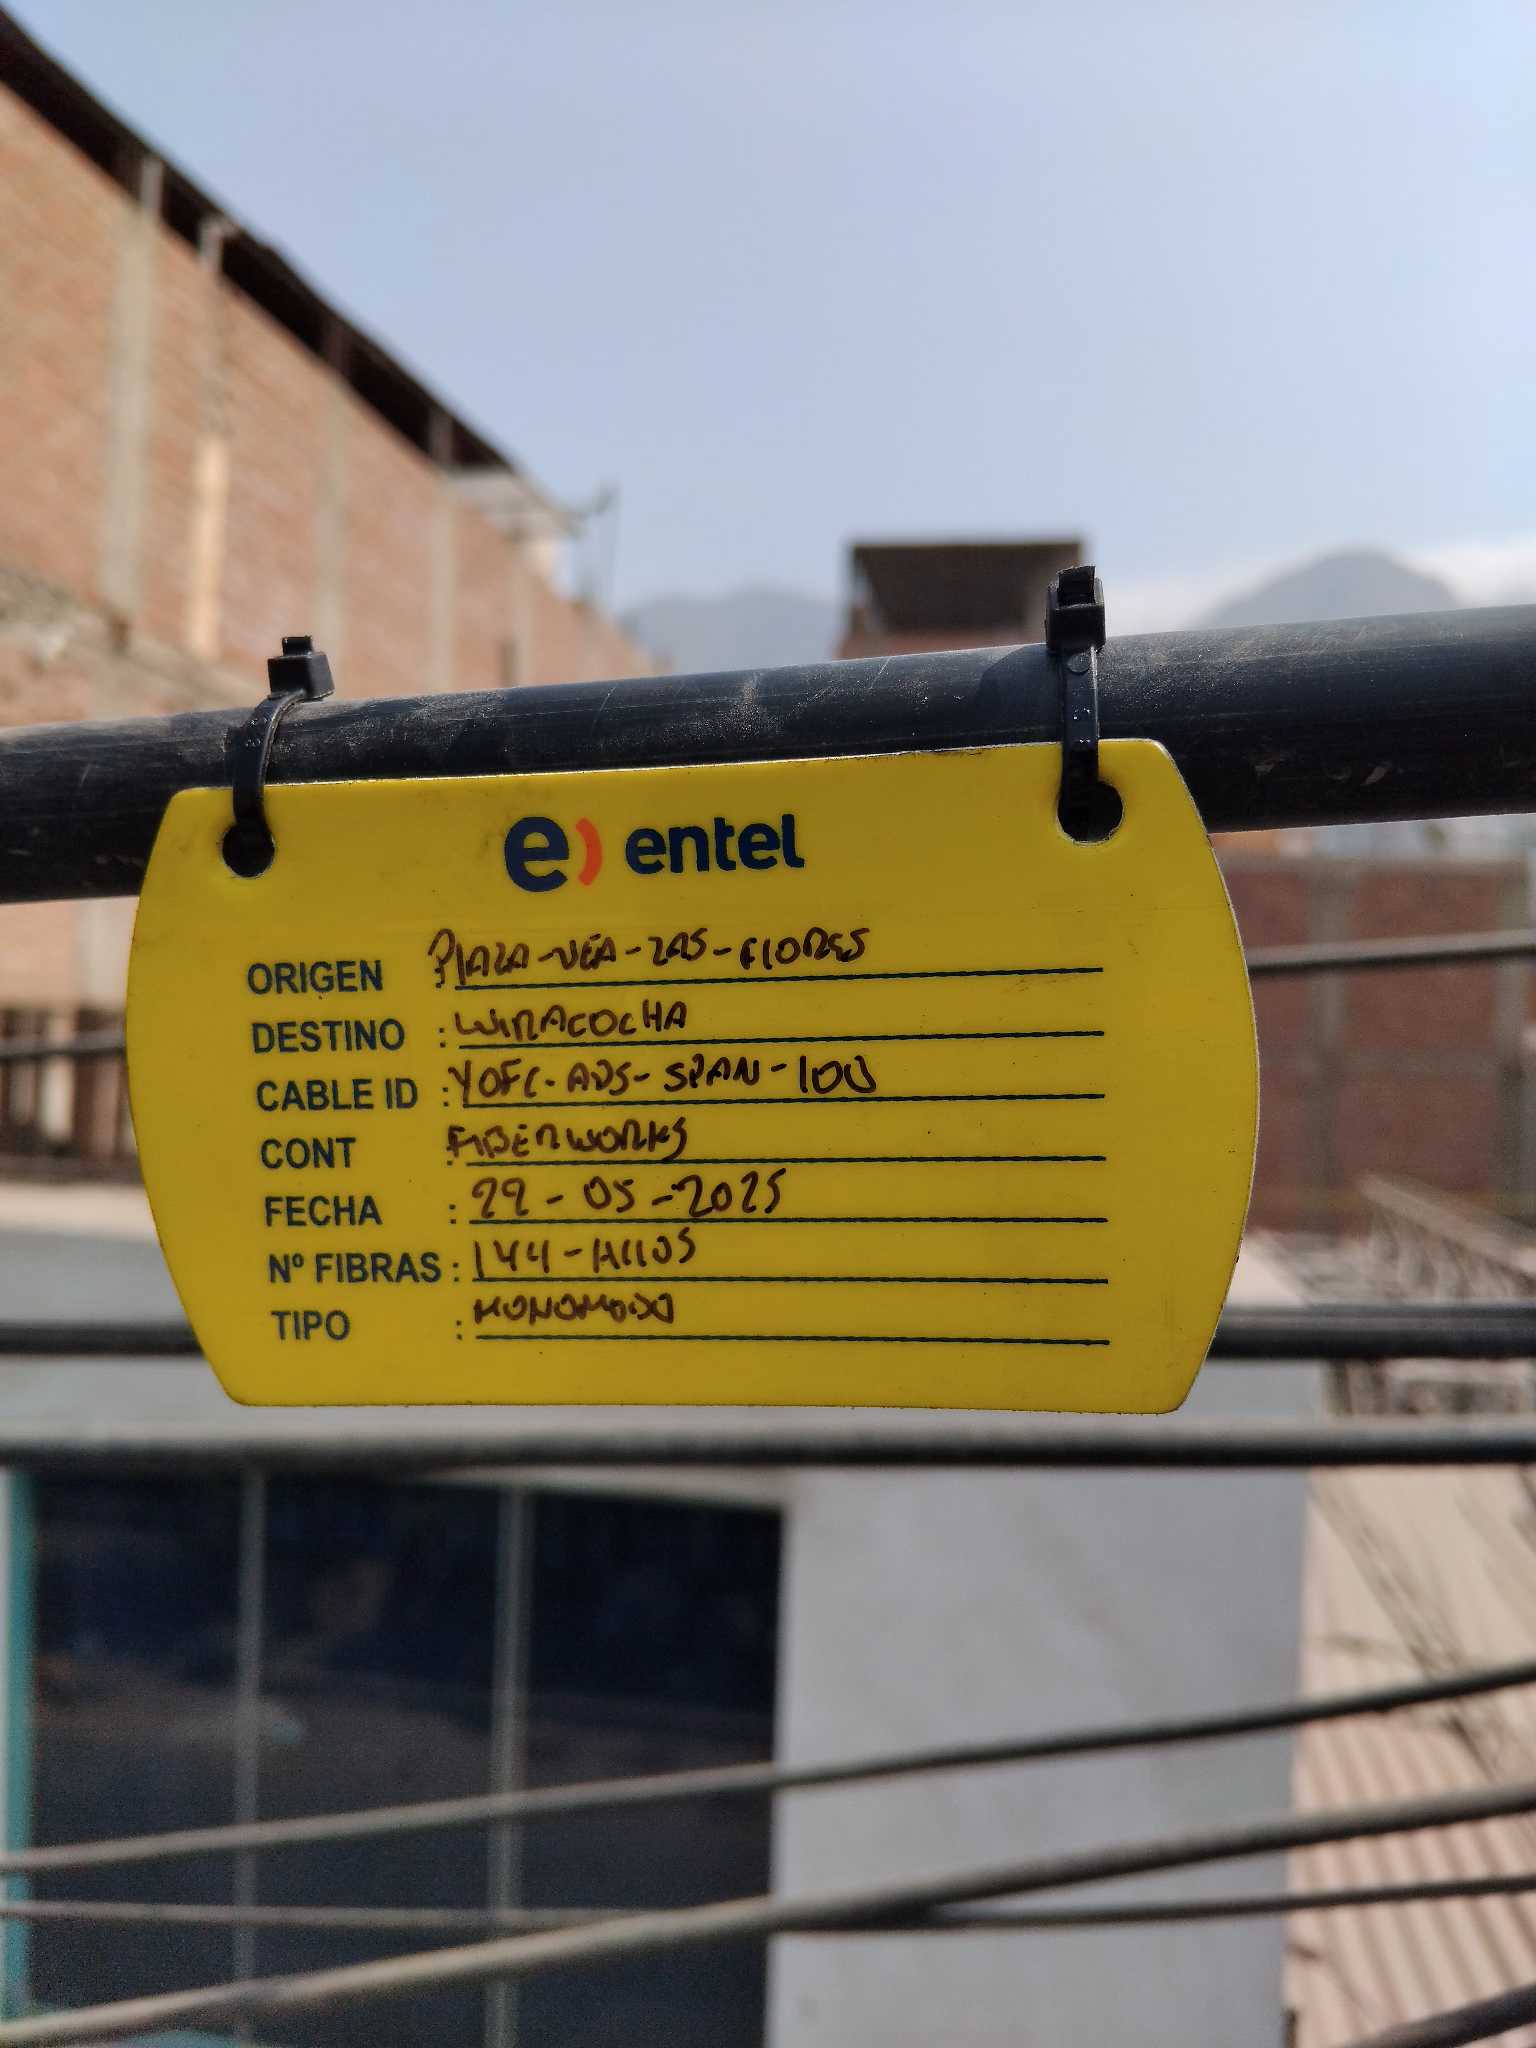 e) entel
ORIGEN : PLAZA-VEA-LAS-FLORES
DESTINO : WIRACOCHA
CABLE ID : YOFC-ADS-SPAN-100
CONT : FIBERWORKS
FECHA : 22-05-2025
Nº FIBRAS : 144-HILOS
TIPO : MONOMODO